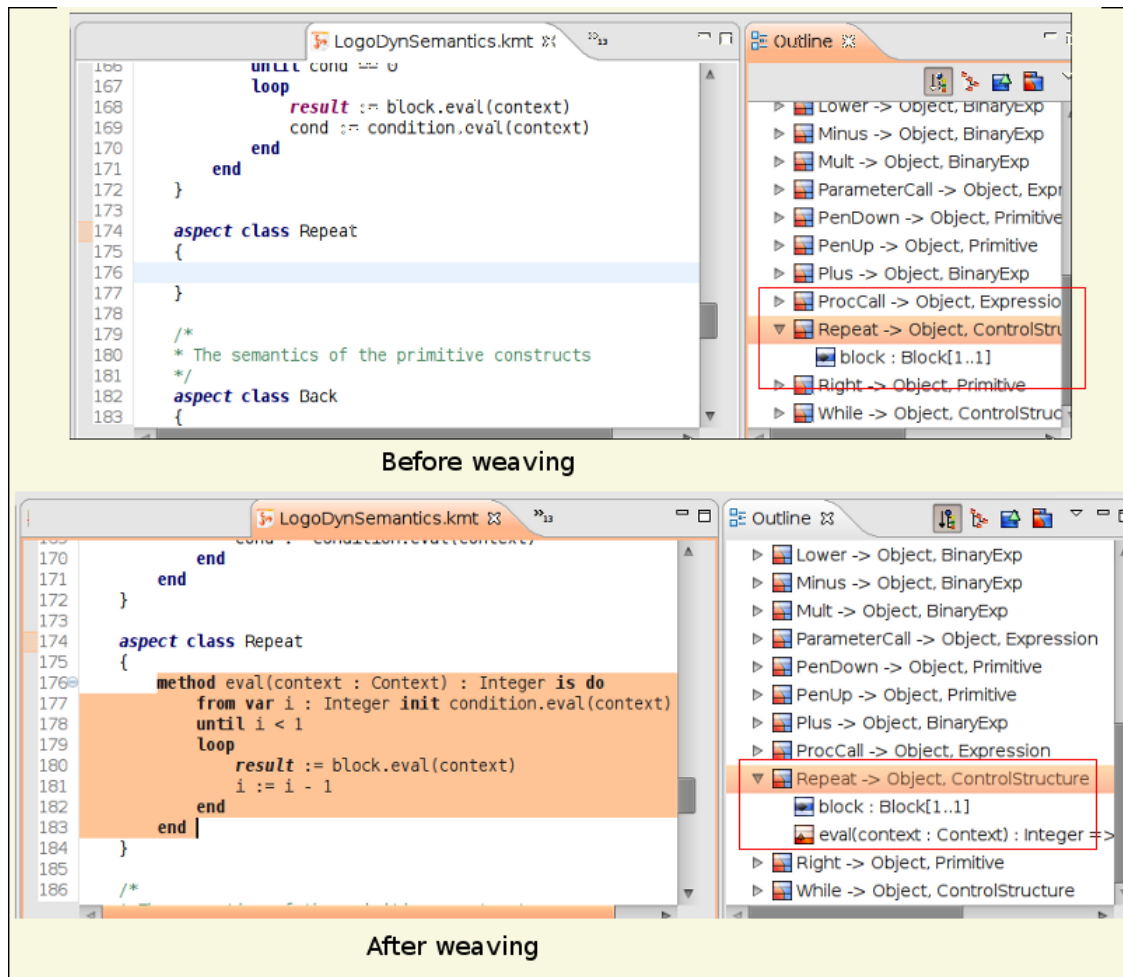 LogoDynSemantics.kmt
13
Outline
166 until cond == 0
167 loop
168 result := block.eval(context)
169 cond := condition.eval(context)
170 end
171 end
172 }
173
174 aspect class Repeat
175 {
176
177 }
178
179 /*
180 * The semantics of the primitive constructs
181 */
182 aspect class Back
183 {
Lower -> Object, BinaryExp
Minus -> Object, BinaryExp
Mult -> Object, BinaryExp
ParameterCall -> Object, Expr
PenDown -> Object, Primitive
PenUp -> Object, Primitive
Plus -> Object, BinaryExp
ProcCall -> Object, Expressio
Repeat -> Object, ControlStru
block : Block[1..1]
Right -> Object, Primitive
While -> Object, ControlStruc
Before weaving
LogoDynSemantics.kmt
13
Outline
cond := condition.eval(context)
170 end
171 end
172 }
173
174 aspect class Repeat
175 {
176 method eval(context : Context) : Integer is do
177 from var i : Integer init condition.eval(context)
178 until i < 1
179 loop
180 result := block.eval(context)
181 i := i - 1
182 end
183 end
184 }
185
186 /*
Lower -> Object, BinaryExp
Minus -> Object, BinaryExp
Mult -> Object, BinaryExp
ParameterCall -> Object, Expression
PenDown -> Object, Primitive
PenUp -> Object, Primitive
Plus -> Object, BinaryExp
ProcCall -> Object, Expression
Repeat -> Object, ControlStructure
block : Block[1..1]
eval(context : Context) : Integer =>
Right -> Object, Primitive
While -> Object, ControlStructure
After weaving